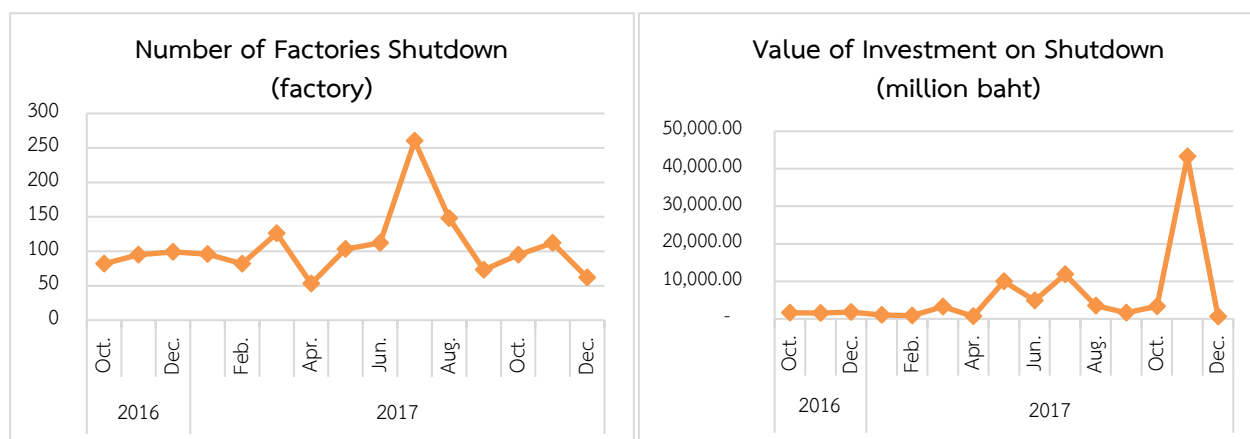 Number of Factories Shutdown
(factory)
300
250
200
150
100
50
0
Oct.
Dec.
Feb.
Apr.
Jun.
Aug.
Oct.
Dec.
2016
2017
Value of Investment on Shutdown
(million baht)
50,000.00
40,000.00
30,000.00
20,000.00
10,000.00
-
Oct.
Dec.
Feb.
Apr.
Jun.
Aug.
Oct.
Dec.
2016
2017